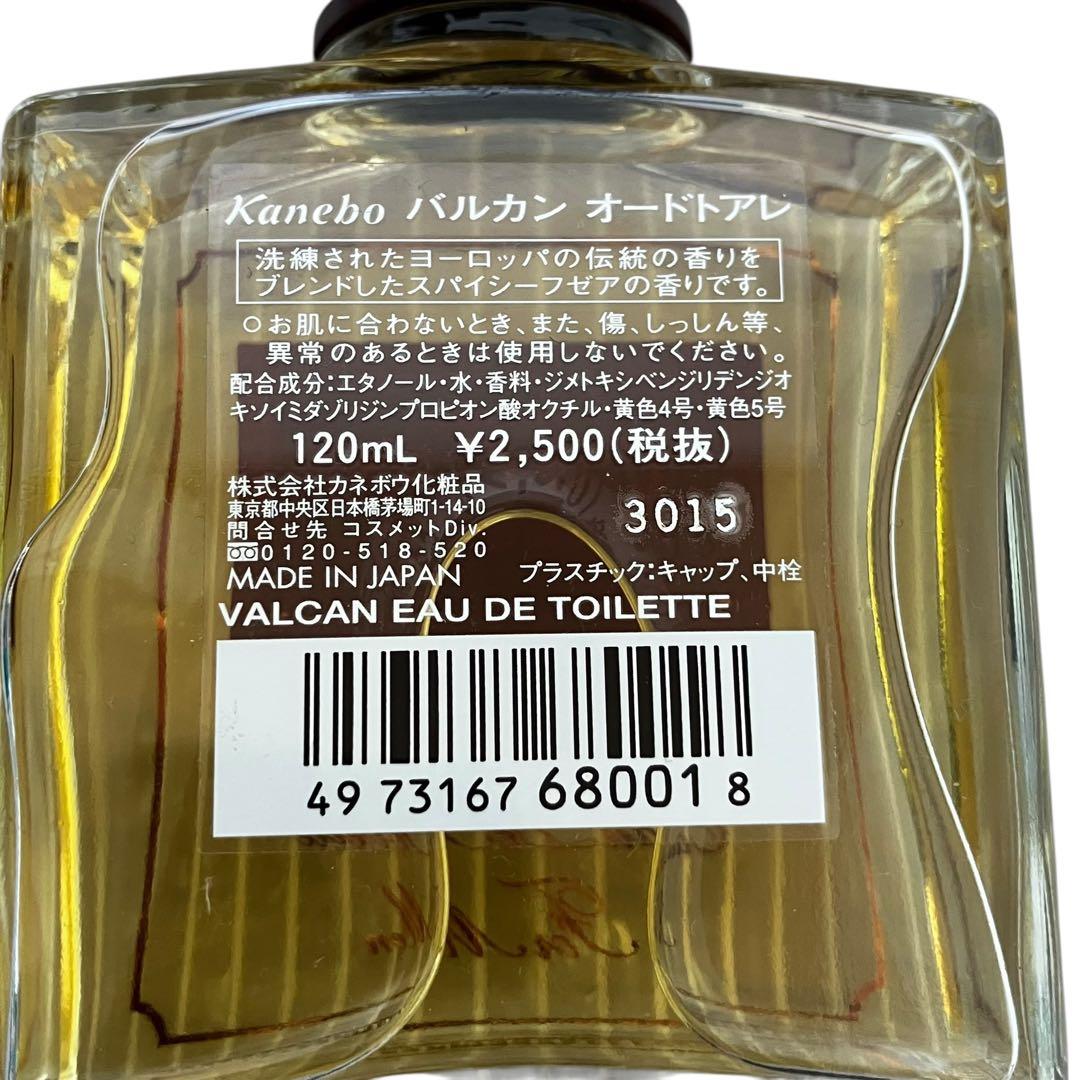 Kanebo バルカン オードトアレ
洗練されたヨーロッパの伝統の香りを
ブレンドしたスパイシーフゼアの香りです。
○お肌に合わないとき、また、傷、しっしん等、
異常のあるときは使用しないでください。
配合成分:エタノール・水・香料・ジメトキシベンジリデンジオ
キソイミダゾリジンプロピオン酸オクチル・黄色4号・黄色5号
120mL ¥2,500(税抜)
株式会社カネボウ化粧品
東京都中央区日本橋茅場町1-14-10
問合せ先 コスメットDiv.
0120-518-520
3015
MADE IN JAPAN プラスチック:キャップ、中栓
VALCAN EAU DE TOILETTE
49 73167 68001 8
For Men